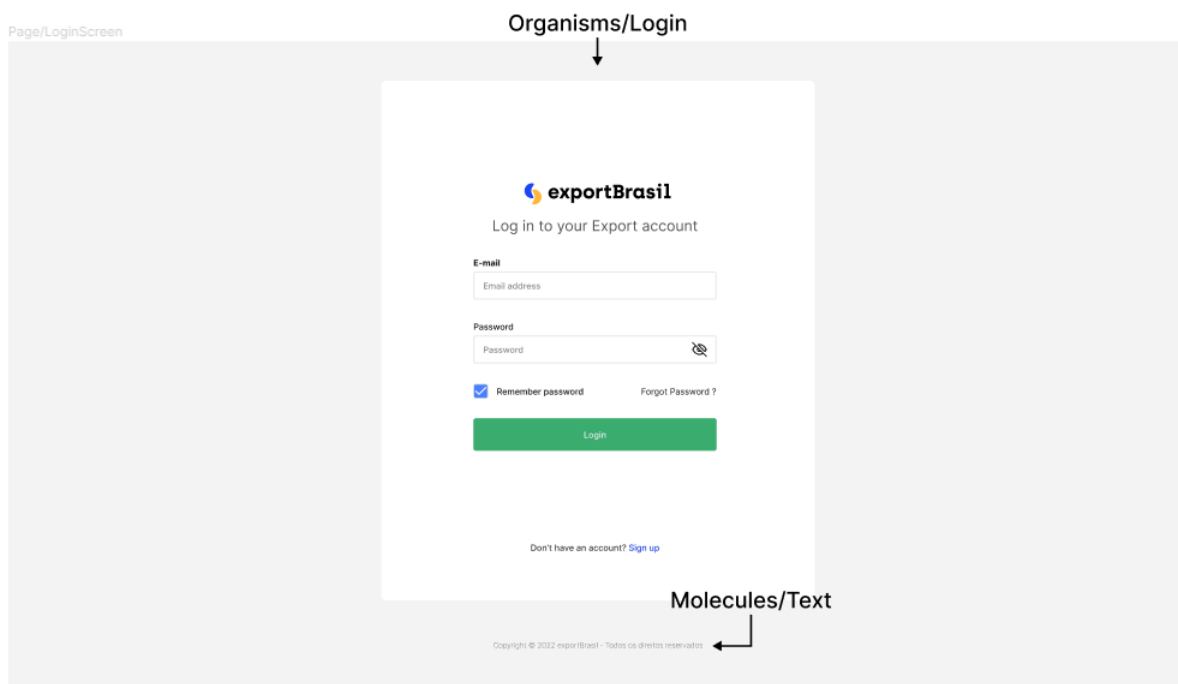 Organisms/Login
Page/LoginScreen
exportBrasil
Log in to your Export account
E-mail
Email address
Password
Password
Remember password Forgot Password ?
Login
Don't have an account? Sign up
Molecules/Text
Copyright © 2022 exportBrasil - Todos os direitos reservados